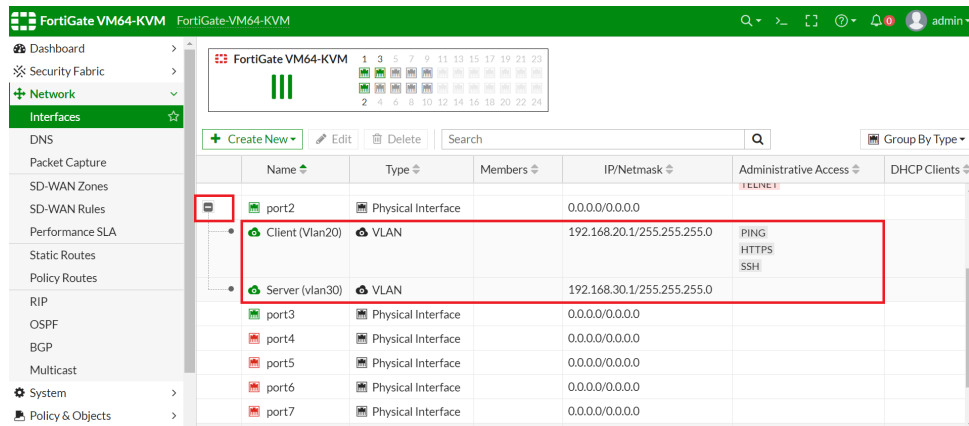 FortiGate VM64-KVM FortiGate-VM64-KVM admin
0
Dashboard
Security Fabric
Network
Interfaces
DNS
Packet Capture
SD-WAN Zones
SD-WAN Rules
Performance SLA
Static Routes
Policy Routes
RIP
OSPF
BGP
Multicast
System
Policy & Objects
FortiGate VM64-KVM 1 3 5 7 9 11 13 15 17 19 21 23
2 4 6 8 10 12 14 16 18 20 22 24
Create New Edit Delete Search Group By Type
Name Type Members IP/Netmask Administrative Access DHCP Clients
TELNET
port2 Physical Interface 0.0.0.0/0.0.0.0
Client (Vlan20) VLAN 192.168.20.1/255.255.255.0 PING
HTTPS
SSH
Server (vlan30) VLAN 192.168.30.1/255.255.255.0
port3 Physical Interface 0.0.0.0/0.0.0.0
port4 Physical Interface 0.0.0.0/0.0.0.0
port5 Physical Interface 0.0.0.0/0.0.0.0
port6 Physical Interface 0.0.0.0/0.0.0.0
port7 Physical Interface 0.0.0.0/0.0.0.0